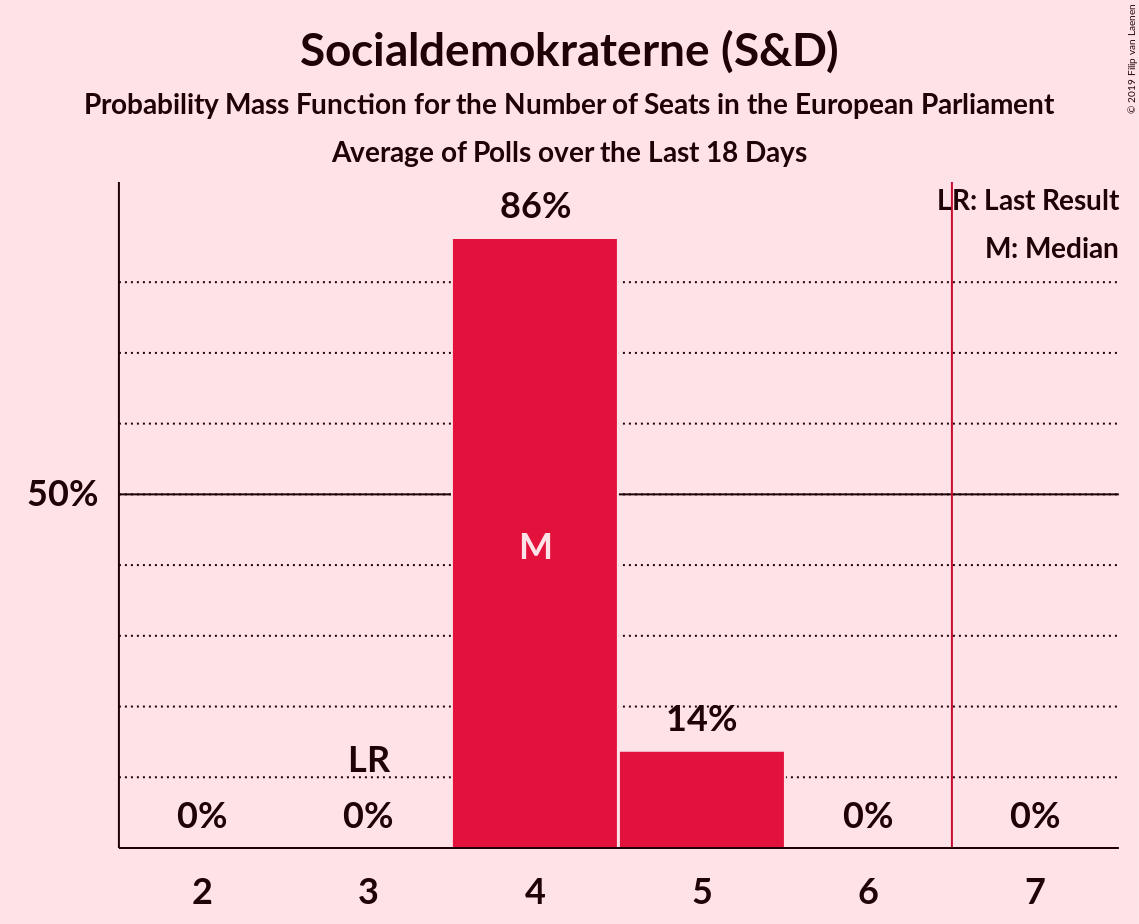 Socialdemokraterne (S&D)
Probability Mass Function for the Number of Seats in the European Parliament
Average of Polls over the Last 18 Days
© 2019 Filip van Laenen
LR: Last Result
M: Median
86%
50%
M
14%
LR
0%
0%
0%
0%
2
3
4
5
6
7